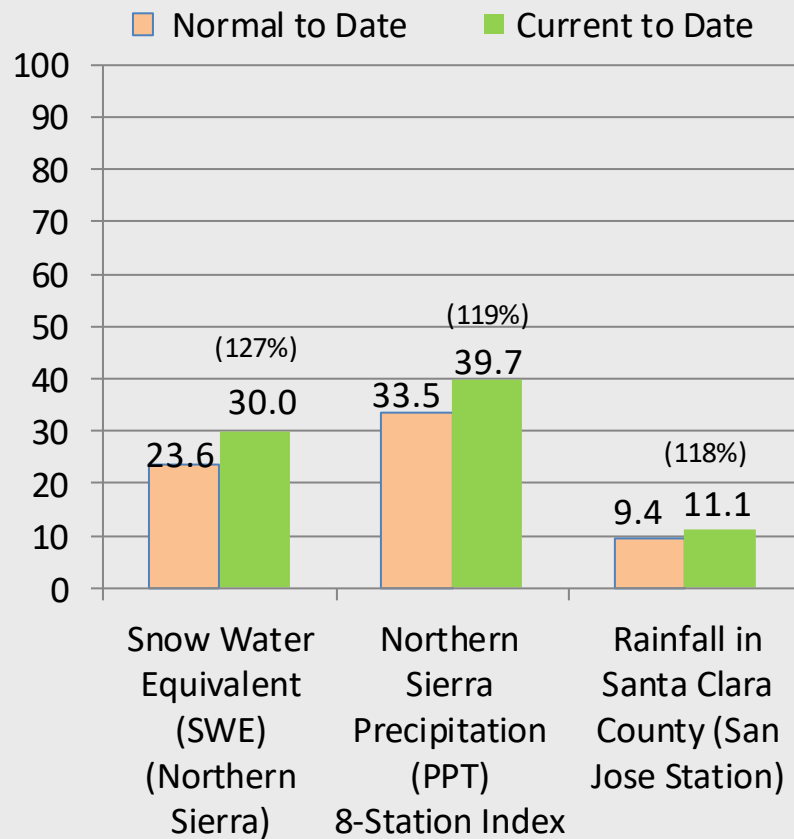 Normal to Date Current to Date
100
90
80
70
60
50
40
30
20
10
0
(127%)
(119%)
(118%)
23.6
30.0
33.5
39.7
9.4
11.1
Snow Water
Equivalent
(SWE)
(Northern
Sierra)
Northern
Sierra
Precipitation
(PPT)
8-Station Index
Rainfall in
Santa Clara
County (San
Jose Station)